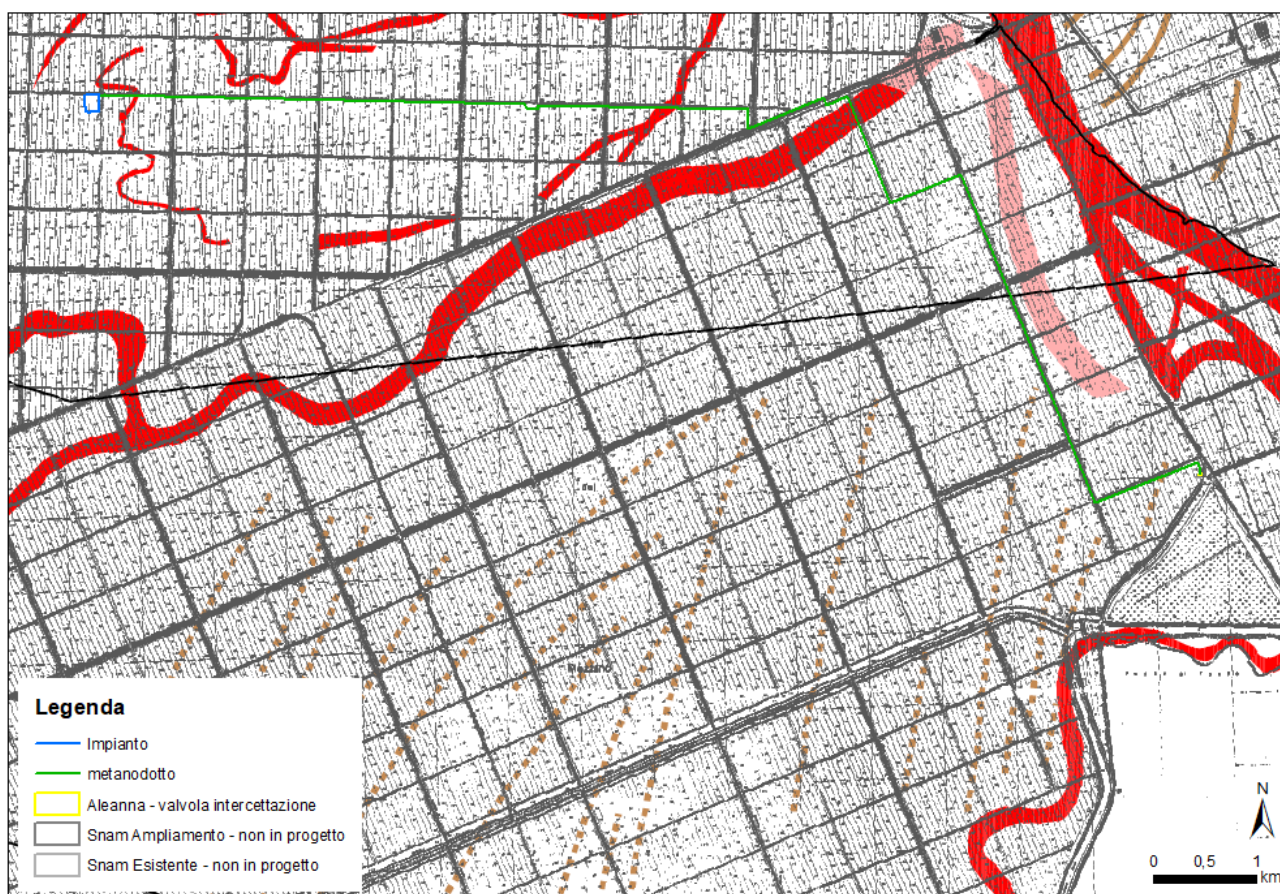 Legenda
Impianto
metanodotto
Aleanna - valvola intercettazione
Snam Ampliamento - non in progetto
Snam Esistente - non in progetto
N
0 0,5 1
km